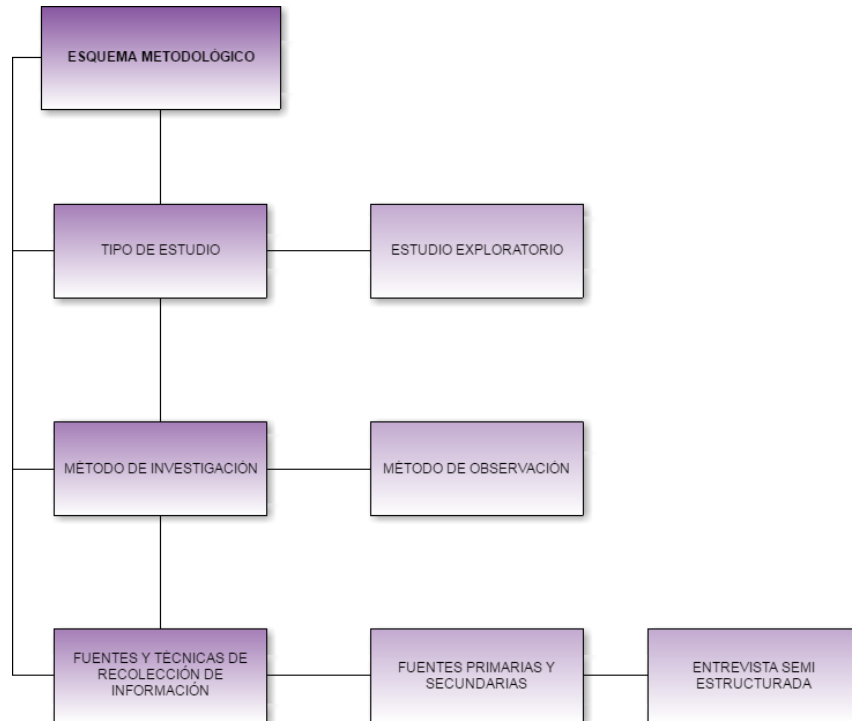 ESQUEMA METODOLÓGICO
TIPO DE ESTUDIO
ESTUDIO EXPLORATORIO
MÉTODO DE INVESTIGACIÓN
MÉTODO DE OBSERVACIÓN
FUENTES Y TÉCNICAS DE
RECOLECCIÓN DE
INFORMACIÓN
FUENTES PRIMARIAS Y
SECUNDARIAS
ENTREVISTA SEMI
ESTRUCTURADA